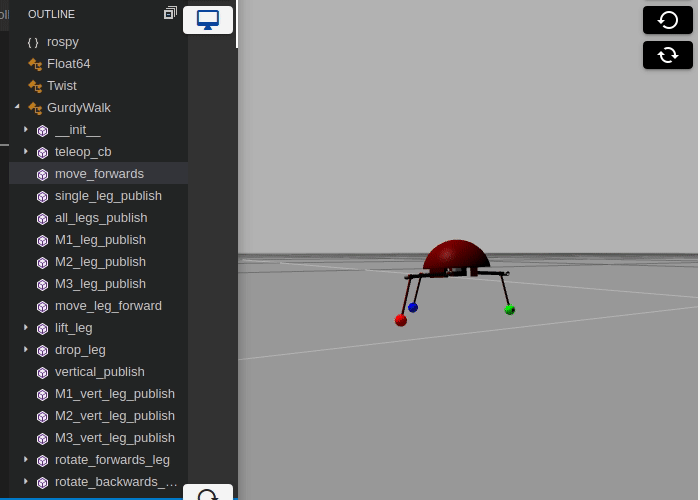 OUTLINE
rospy
Float64
Twist
GurdyWalk
__init__
teleop_cb
move_forwards
single_leg_publish
all_legs_publish
M1_leg_publish
M2_leg_publish
M3_leg_publish
move_leg_forward
lift_leg
drop_leg
vertical_publish
M1_vert_leg_publish
M2_vert_leg_publish
M3_vert_leg_publish
rotate_forwards_leg
rotate_backwards_…